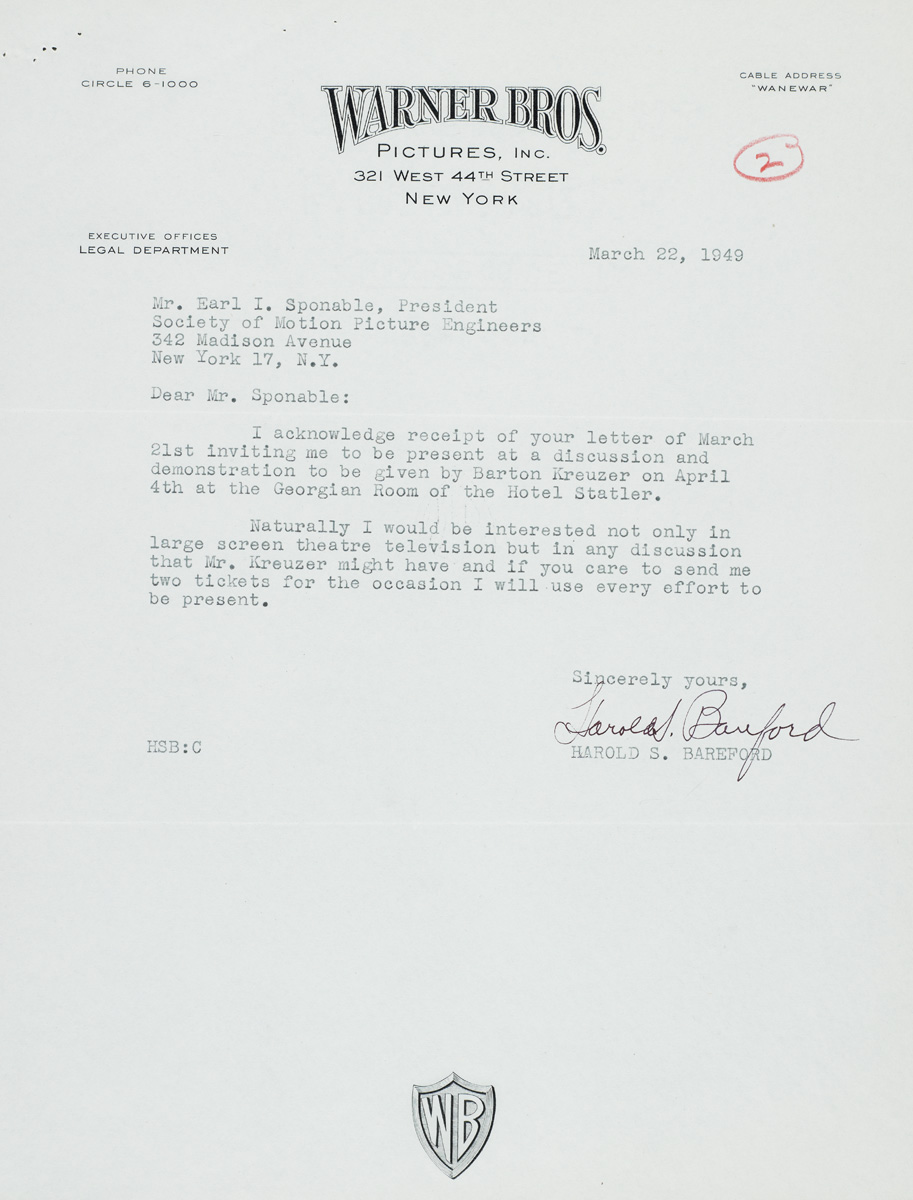 PHONE
CIRCLE 6-1000
CABLE ADDRESS
"WANEWAR"
WARNER BROS.
PICTURES, INC.
321 WEST 44TH STREET
NEW YORK
2
EXECUTIVE OFFICES
LEGAL DEPARTMENT
March 22, 1949
Mr. Earl I. Sponable, President
Society of Motion Picture Engineers
342 Madison Avenue
New York 17, N.Y.
Dear Mr. Sponable:
I acknowledge receipt of your letter of March
21st inviting me to be present at a discussion and
demonstration to be given by Barton Kreuzer on April
4th at the Georgian Room of the Hotel Statler.
Naturally I would be interested not only in
large screen theatre television but in any discussion
that Mr. Kreuzer might have and if you care to send me
two tickets for the occasion I will use every effort to
be present.
Sincerely yours,
Harold S. Bareford
HSB:C
HAROLD S. BAREFORD
WB